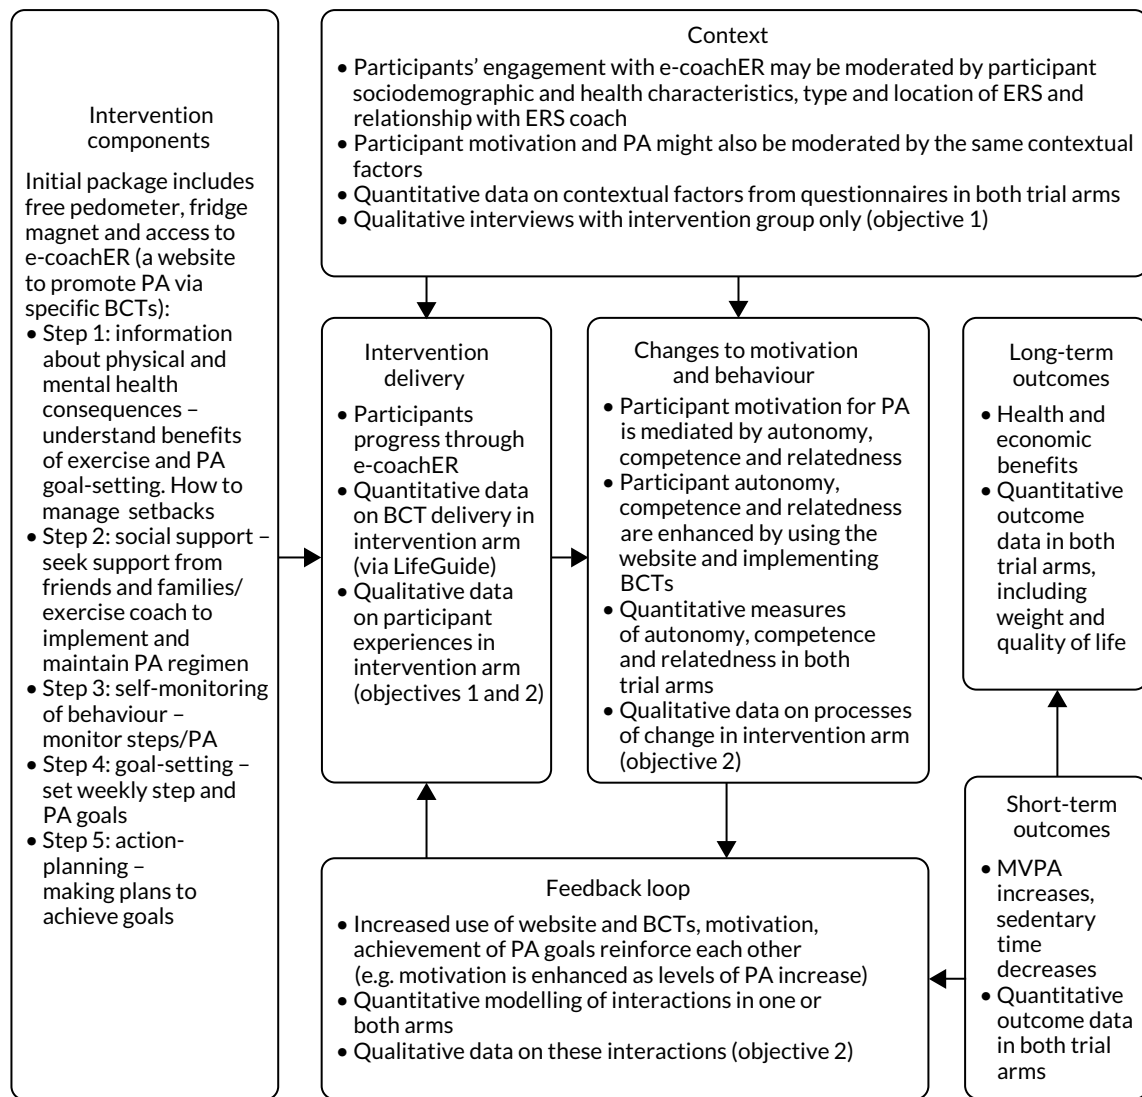 Intervention
components
Initial package includes
free pedometer, fridge
magnet and access to
e-coachER (a website
to promote PA via
specific BCTs):
• Step 1: information
about physical and
mental health
consequences –
understand benefits
of exercise and PA
goal-setting. How to
manage setbacks
• Step 2: social support –
seek support from
friends and families/
exercise coach to
implement and
maintain PA regimen
• Step 3: self-monitoring
of behaviour –
monitor steps/PA
• Step 4: goal-setting –
set weekly step and
PA goals
• Step 5: action-
planning –
making plans to
achieve goals
Context
• Participants’ engagement with e-coachER may be moderated by participant
sociodemographic and health characteristics, type and location of ERS and
relationship with ERS coach
• Participant motivation and PA might also be moderated by the same contextual
factors
• Quantitative data on contextual factors from questionnaires in both trial arms
• Qualitative interviews with intervention group only (objective 1)
Intervention
delivery
• Participants
progress through
e-coachER
• Quantitative data
on BCT delivery in
intervention arm
(via LifeGuide)
• Qualitative data
on participant
experiences in
intervention arm
(objectives 1 and 2)
Changes to motivation
and behaviour
• Participant motivation for PA
is mediated by autonomy,
competence and relatedness
• Participant autonomy,
competence and relatedness
are enhanced by using the
website and implementing
BCTs
• Quantitative measures
of autonomy, competence
and relatedness in both
trial arms
• Qualitative data on processes
of change in intervention arm
(objective 2)
Long-term
outcomes
• Health and
economic
benefits
• Quantitative
outcome
data in both
trial arms,
including
weight and
quality of life
Short-term
outcomes
• MVPA
increases,
sedentary
time
decreases
• Quantitative
outcome data
in both trial
arms
Feedback loop
• Increased use of website and BCTs, motivation,
achievement of PA goals reinforce each other
(e.g. motivation is enhanced as levels of PA increase)
• Quantitative modelling of interactions in one or
both arms
• Qualitative data on these interactions (objective 2)